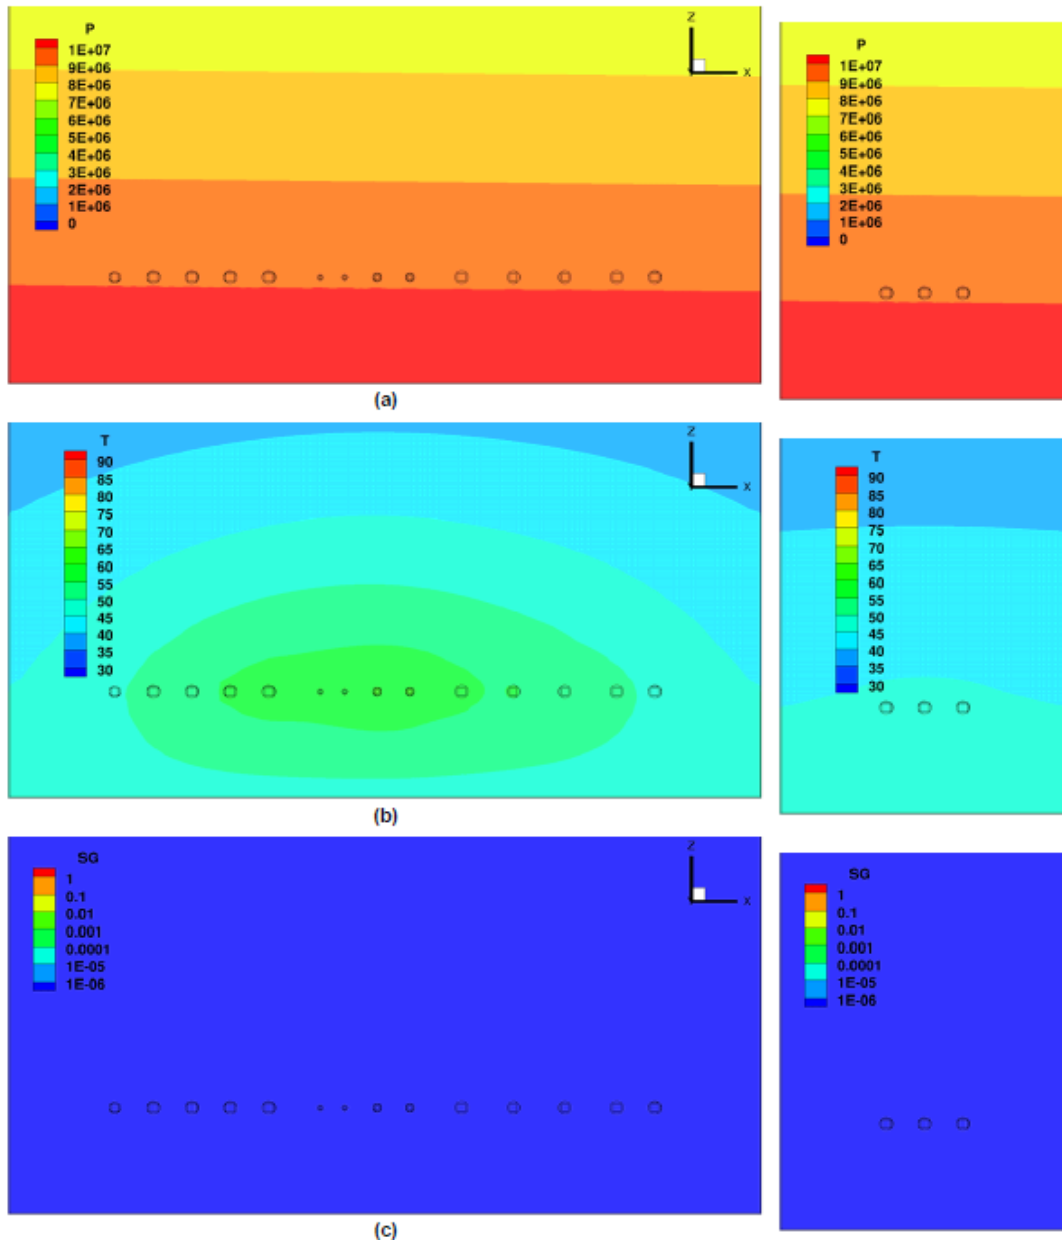 P
1E+07
9E+06
8E+06
7E+06
6E+06
5E+06
4E+06
3E+06
2E+06
1E+06
0
Z
X
P
1E+07
9E+06
8E+06
7E+06
6E+06
5E+06
4E+06
3E+06
2E+06
1E+06
0
(a)
T
90
85
80
75
70
65
60
55
50
45
40
35
30
Z
X
T
90
85
80
75
70
65
60
55
50
45
40
35
30
(b)
SG
1
0.1
0.01
0.001
0.0001
1E-05
1E-06
Z
X
SG
1
0.1
0.01
0.001
0.0001
1E-05
1E-06
(c)